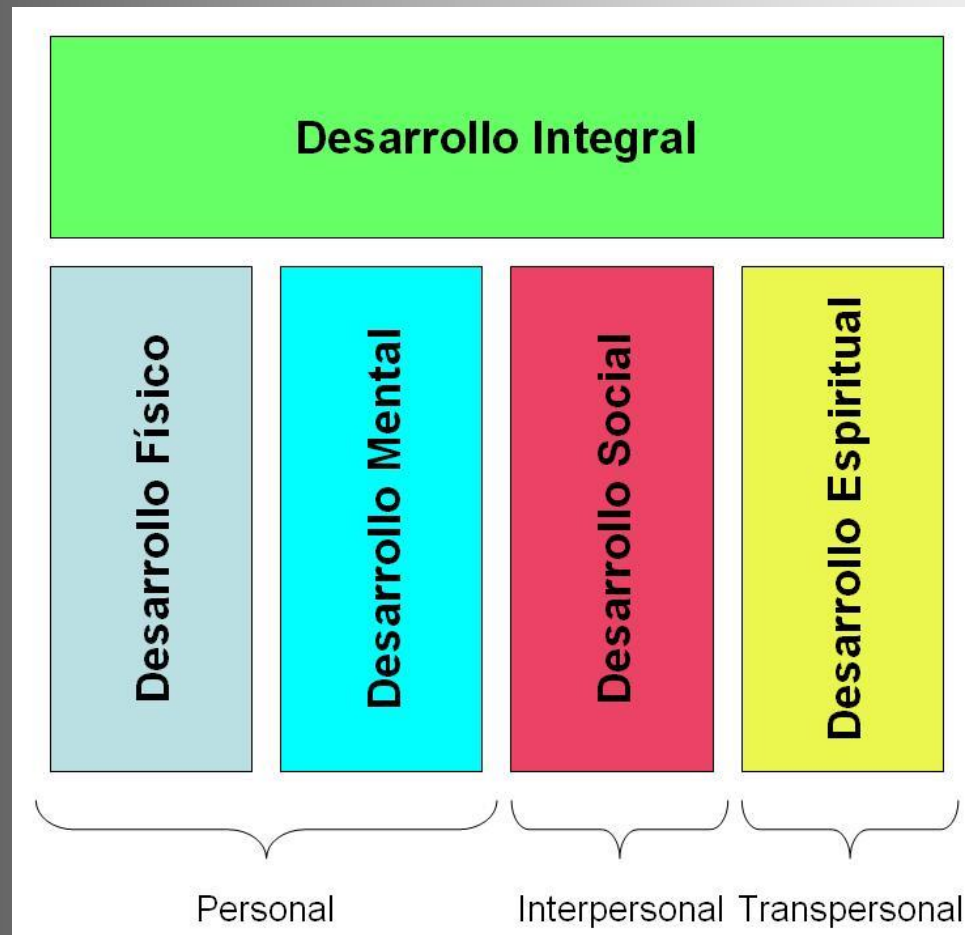 Desarrollo Integral
Desarrollo Físico
Desarrollo Mental
Desarrollo Social
Desarrollo Espiritual
Personal
Interpersonal
Transpersonal